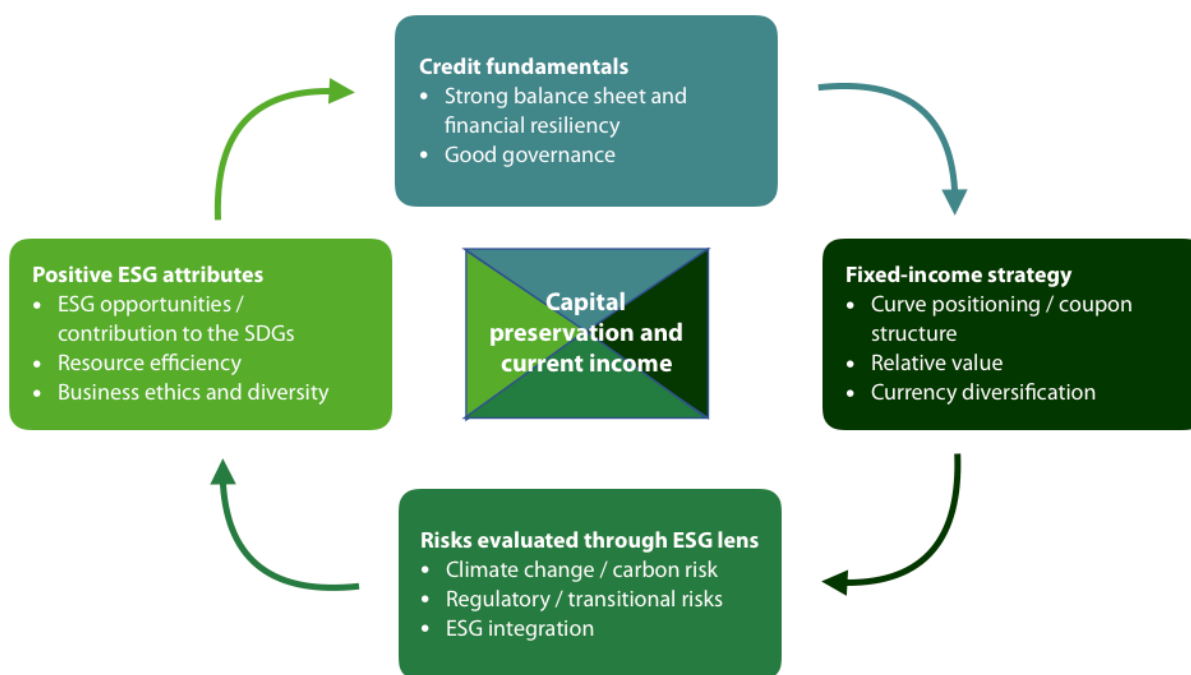 Credit fundamentals
• Strong balance sheet and
financial resiliency
• Good governance
Positive ESG attributes
• ESG opportunities /
contribution to the SDGs
• Resource efficiency
• Business ethics and diversity
Capital
preservation and
current income
Fixed-income strategy
• Curve positioning / coupon
structure
• Relative value
• Currency diversification
Risks evaluated through ESG lens
• Climate change / carbon risk
• Regulatory / transitional risks
• ESG integration